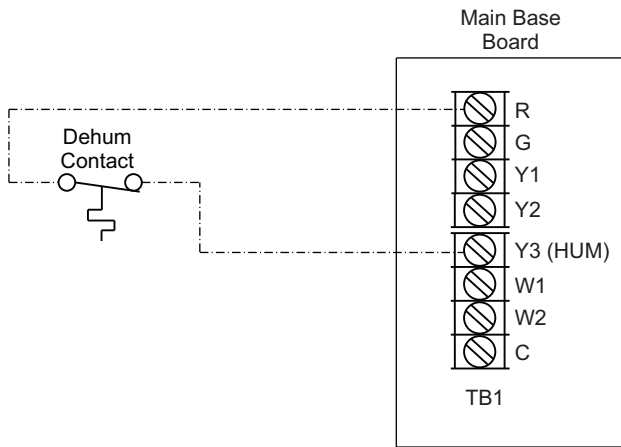 Main Base
Board
R
G
Dehum
Contact
Y1
Y2
Y3 (HUM)
W1
W2
C
TB1